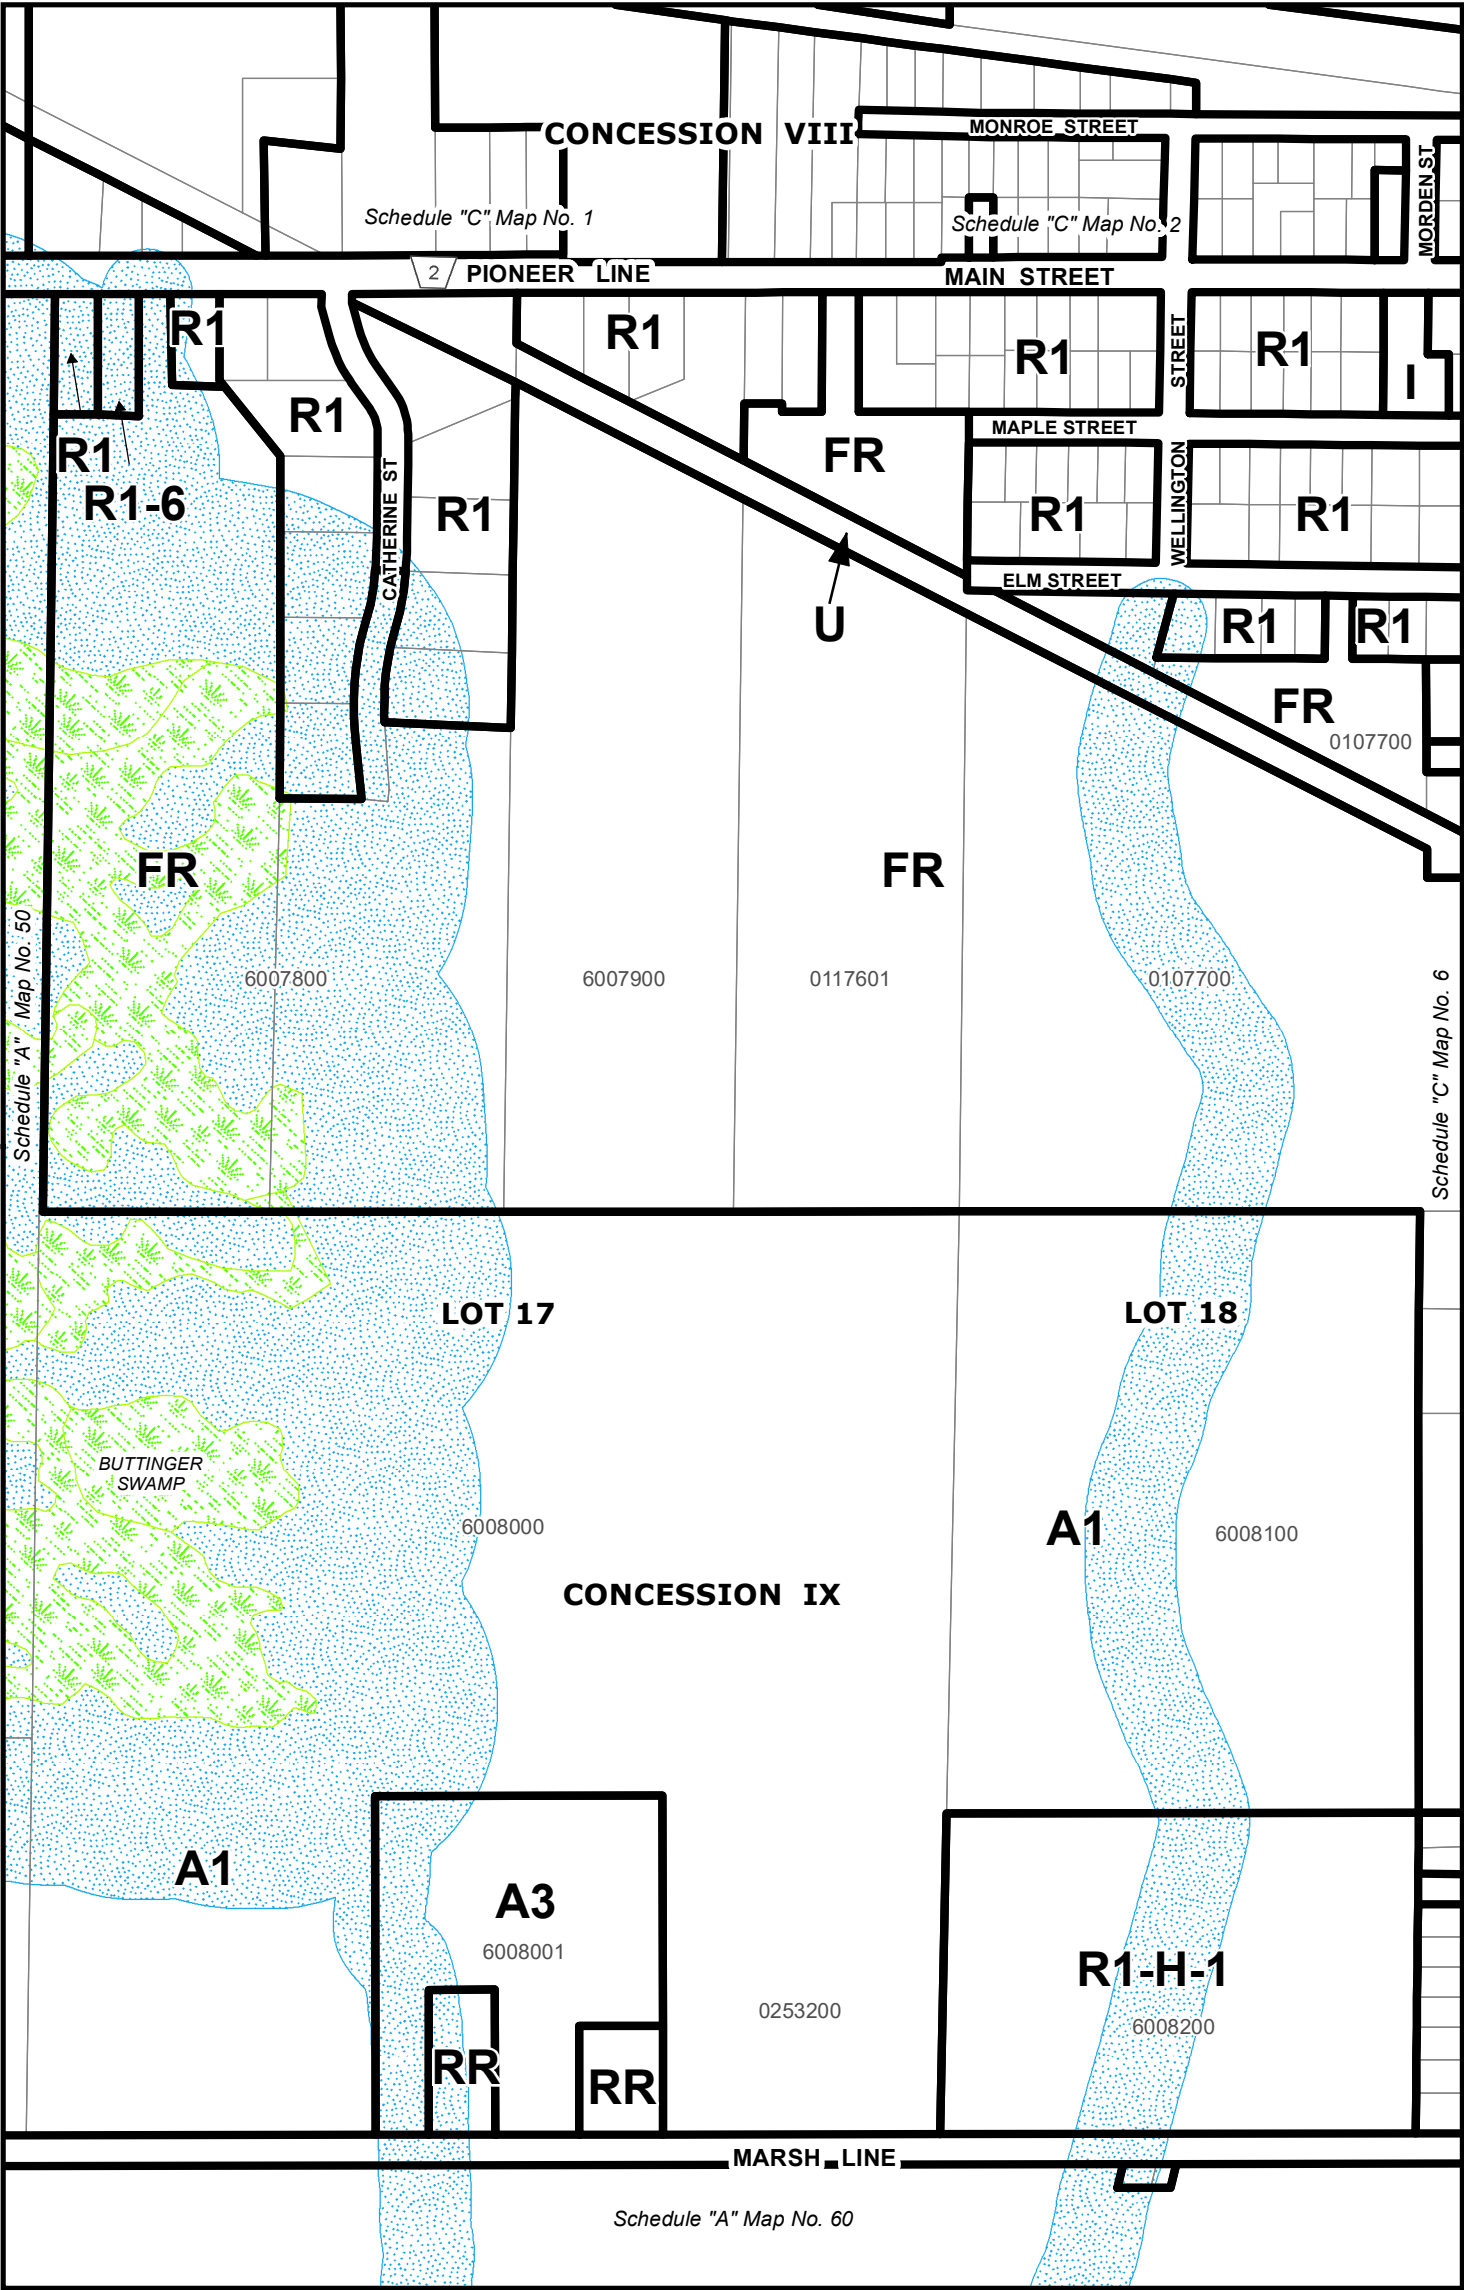 CONCESSION VIII
MONROE STREET
MORDEN ST
Schedule "C" Map No. 1
Schedule "C" Map No. 2
2
PIONEER LINE
MAIN STREET
R1
R1
R1
R1
I
R1
R1
R1-6
CATHERINE ST
R1
FR
MAPLE STREET
WELLINGTON STREET
R1
R1
U
ELM STREET
R1
R1
FR
0107700
FR
FR
Schedule "A" Map No. 50
6007800
6007900
0117601
0107700
Schedule "C" Map No. 6
LOT 17
LOT 18
BUTTINGER
SWAMP
6008000
A1
6008100
CONCESSION IX
A1
A3
6008001
0253200
R1-H-1
6008200
RR
RR
MARSH LINE
Schedule "A" Map No. 60